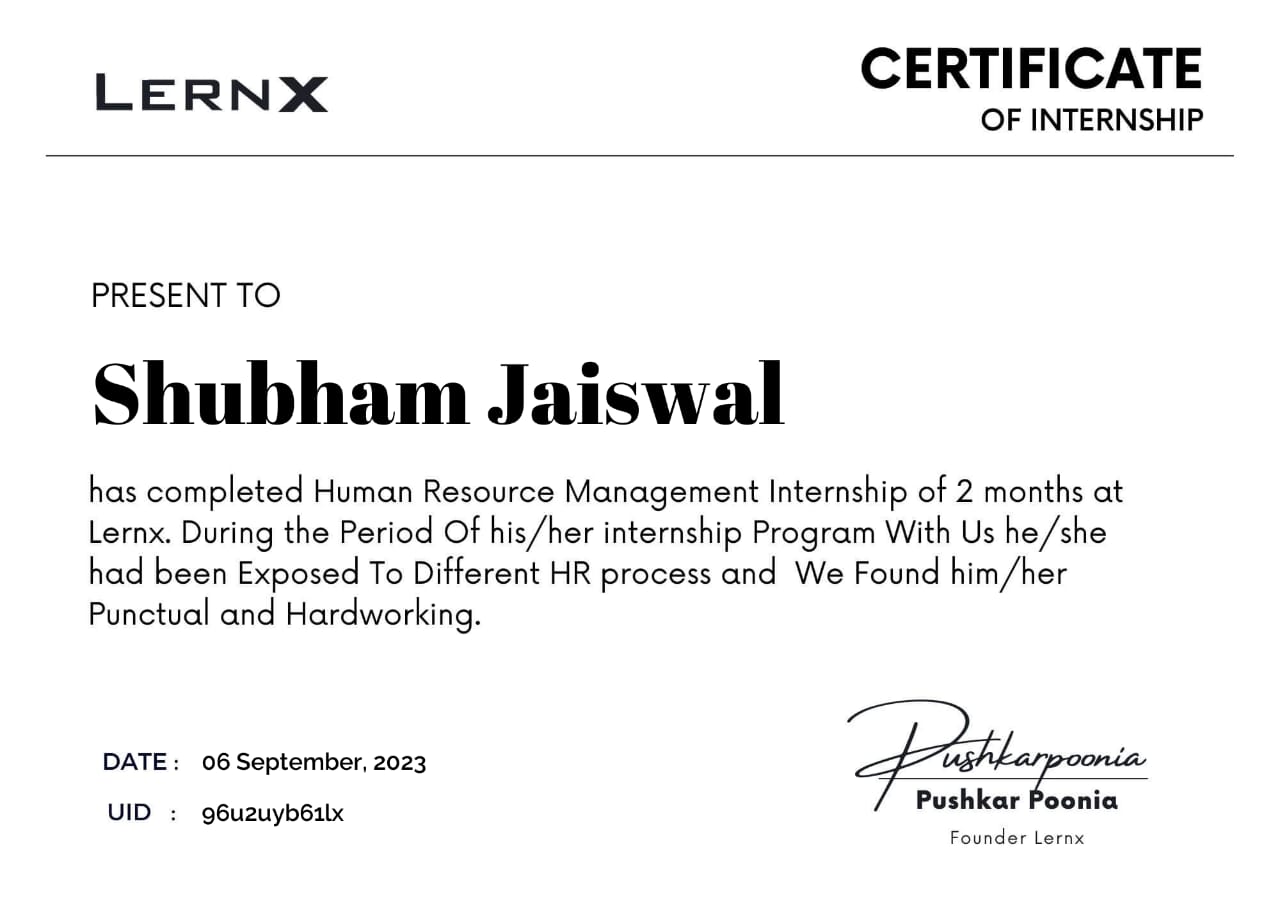 LERNX
CERTIFICATE
OF INTERNSHIP
PRESENT TO
Shubham Jaiswal
has completed Human Resource Management Internship of 2 months at
Lernx. During the Period Of his/her internship Program With Us he/she
had been Exposed To Different HR process and  We Found him/her
Punctual and Hardworking.
DATE : 06 September, 2023
UID : 96u2uyb61lx
Pushkarpoonia
Pushkar Poonia
Founder Lernx